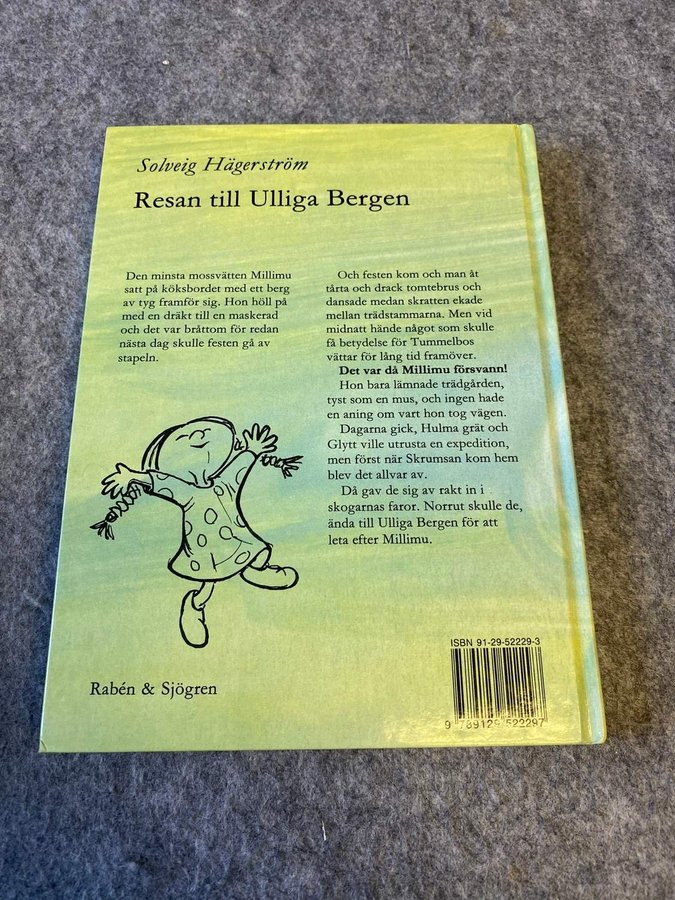 Solveig Hägerström
Resan till Ulliga Bergen
Den minsta mossvätten Millimu
satt på köksbordet med ett berg
av tyg framför sig. Hon höll på
med en dräkt till en maskerad
och det var bråttom för redan
nästa dag skulle festen gå av
stapeln.
Och festen kom och man åt
tårta och drack tomtebrus och
dansade medan skratten ekade
mellan trädstammarna. Men vid
midnatt hände något som skulle
få betydelse för Tummelbos
vättar för lång tid framöver.
Det var då Millimu försvann!
Hon bara lämnade trädgården,
tyst som en mus, och ingen hade
en aning om vart hon tog vägen.
Dagarna gick, Hulma grät och
Glytt ville utrusta en expedition,
men först när Skrumsan kom hem
blev det allvar av.
Då gav de sig av rakt in i
skogarnas faror. Norrut skulle de,
ända till Ulliga Bergen för att
leta efter Millimu.
Rabén & Sjögren
ISBN 91-29-52229-3
9 789129 522297